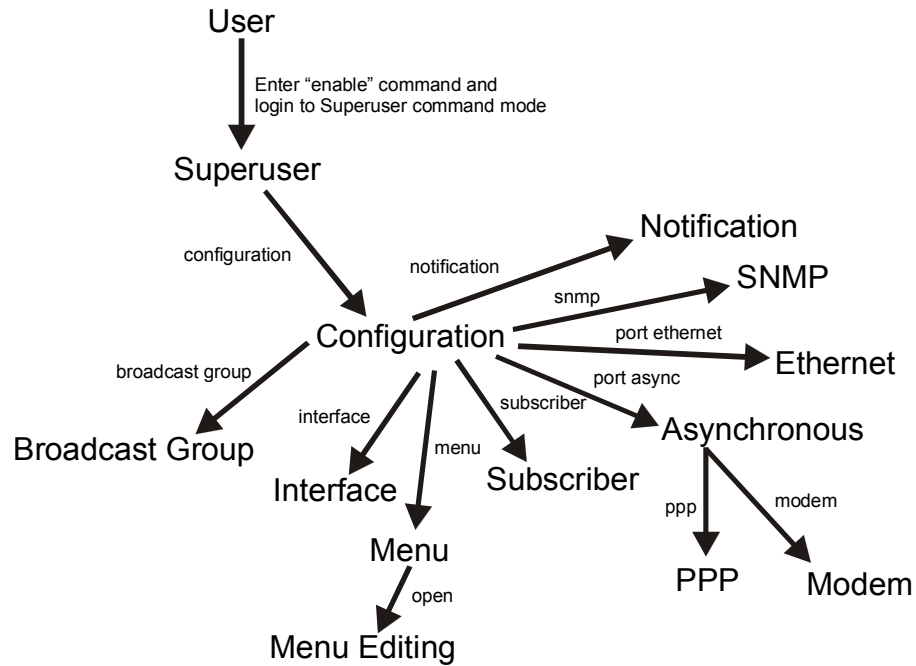 User
Enter “enable” command and
login to Superuser command mode
Superuser
configuration
Notification
notification
SNMP
snmp
Configuration
port ethernet
Ethernet
broadcast group
port async
interface
subscriber
Asynchronous
Broadcast Group
menu
Interface
Subscriber
ppp
modem
Menu
PPP
Modem
open
Menu Editing